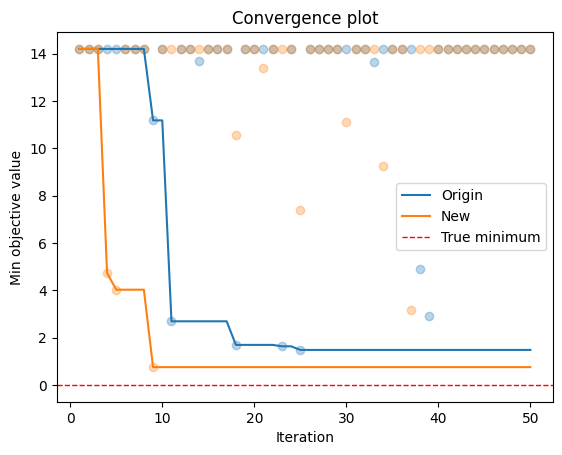 Convergence plot
Min objective value
14
12
10
8
6
4
2
0
Origin
New
True minimum
0
10
20
30
40
50
Iteration